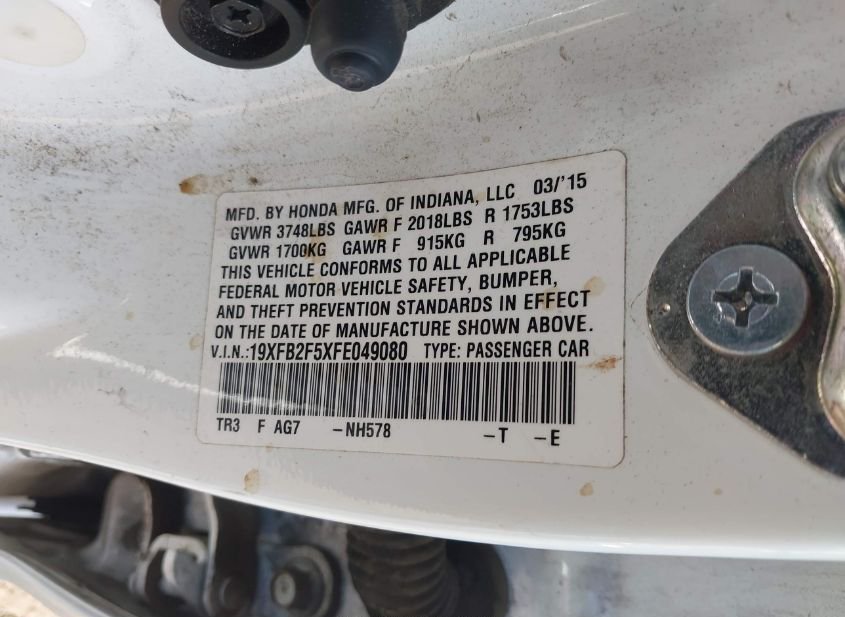 MFD. BY HONDA MFG. OF INDIANA, LLC 03/'15
GVWR 3748LBS GAWR F 2018LBS R 1753LBS
GVWR 1700KG GAWR F 915KG R 795KG
THIS VEHICLE CONFORMS TO ALL APPLICABLE
FEDERAL MOTOR VEHICLE SAFETY, BUMPER,
AND THEFT PREVENTION STANDARDS IN EFFECT
ON THE DATE OF MANUFACTURE SHOWN ABOVE.
V.I.N.:19XFB2F5XFE049080 TYPE: PASSENGER CAR
TR3 F AG7 –NH578 –T –E